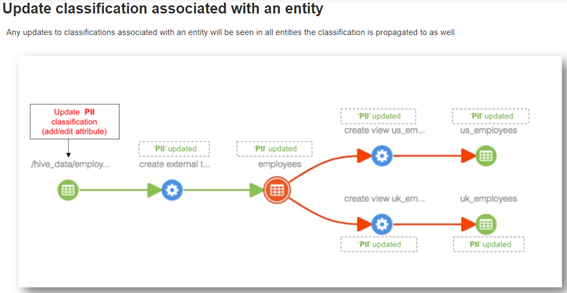 Update classification associated with an entity
Any updates to classifications associated with an entity will be seen in all entities the classification is propagated to as well.
Update PII
classification
(add/edit attribute)
/hive_data/employ...
'PII' updated
create external t...
'PII' updated
employees
'PII' updated
create view us_em...
'PII' updated
us_employees
create view uk_em...
'PII' updated
uk_employees
'PII' updated